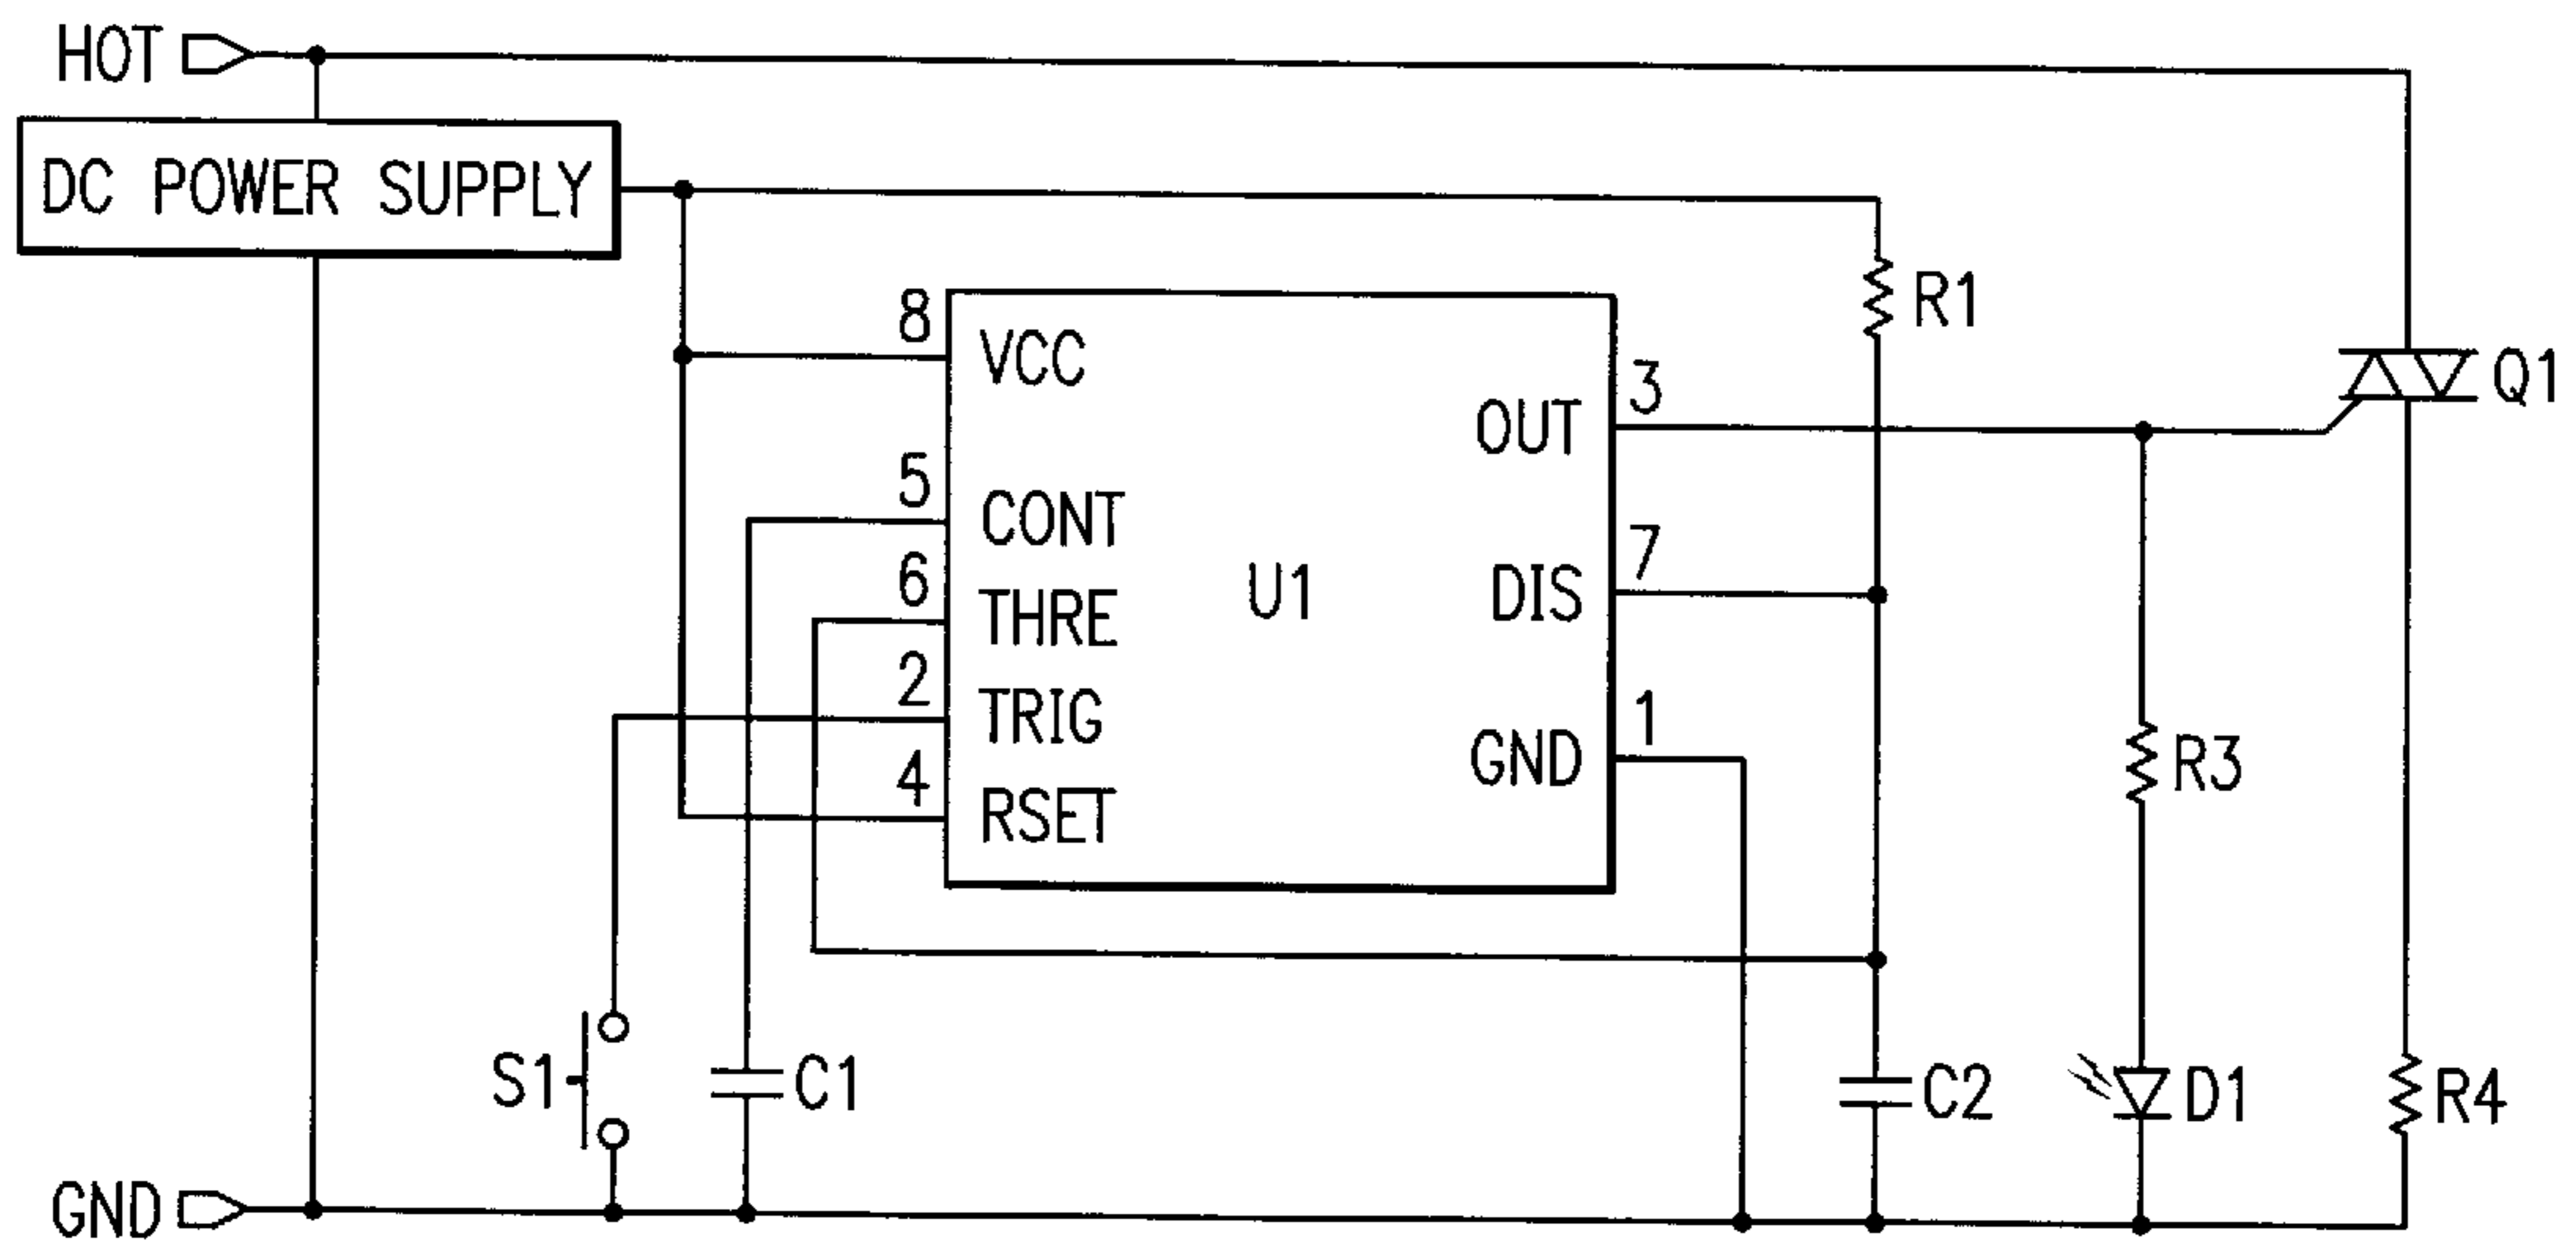 HOT
DC POWER SUPPLY
R1
8
VCC
Q1
3
OUT
5
CONT
7
DIS
6
THRE
U1
2
TRIG
1
GND
R3
4
RSET
S1
C1
C2
D1
R4
GND